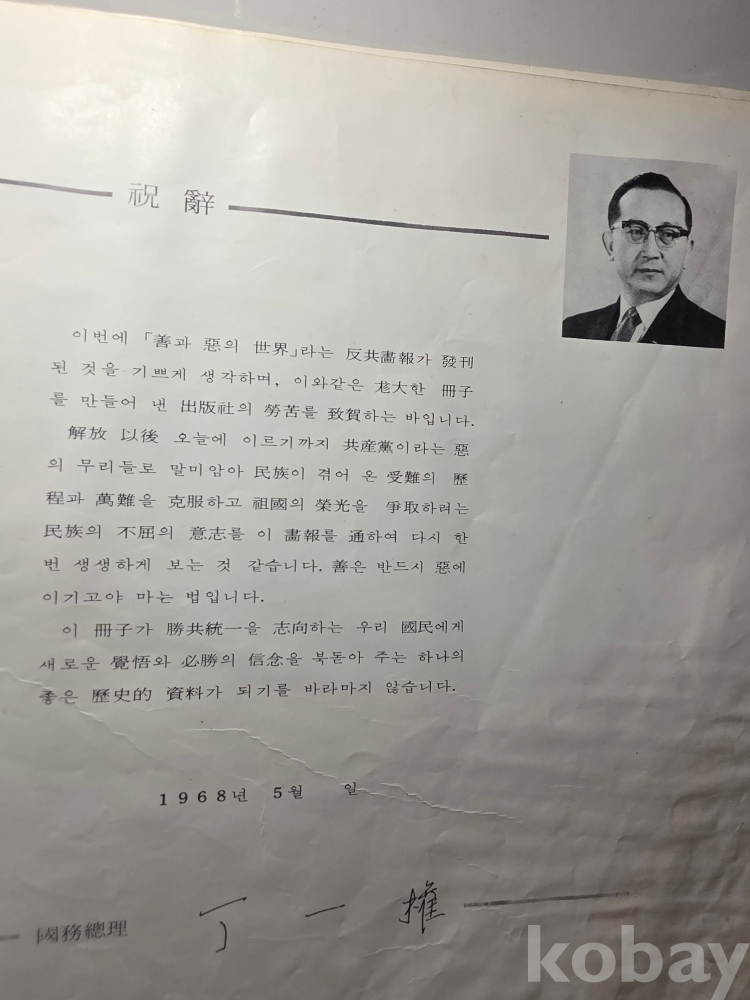 祝 辭
이번에 「善과 惡의 世界」라는 反共畵報가 發刊
된 것을 기쁘게 생각하며, 이와같은 尨大한 冊子
를 만들어 낸 出版社의 勞苦를 致賀하는 바입니다.
解放 以後 오늘에 이르기까지 共産黨이라는 惡
의 무리들로 말미암아 民族이 겪어 온 受難의 歷
程과 萬難을 克服하고 祖國의 榮光을 爭取하려는
民族의 不屈의 意志를 이 畵報를 通하여 다시 한
번 생생하게 보는 것 같습니다. 善은 반드시 惡에
이기고야 마는 법입니다.
이 冊子가 勝共統一을 志向하는 우리 國民에게
새로운 覺悟와 必勝의 信念을 북돋아 주는 하나의
좋은 歷史的 資料가 되기를 바라마지 않습니다.
1968년 5월 일
國務總理 丁一權
kobay